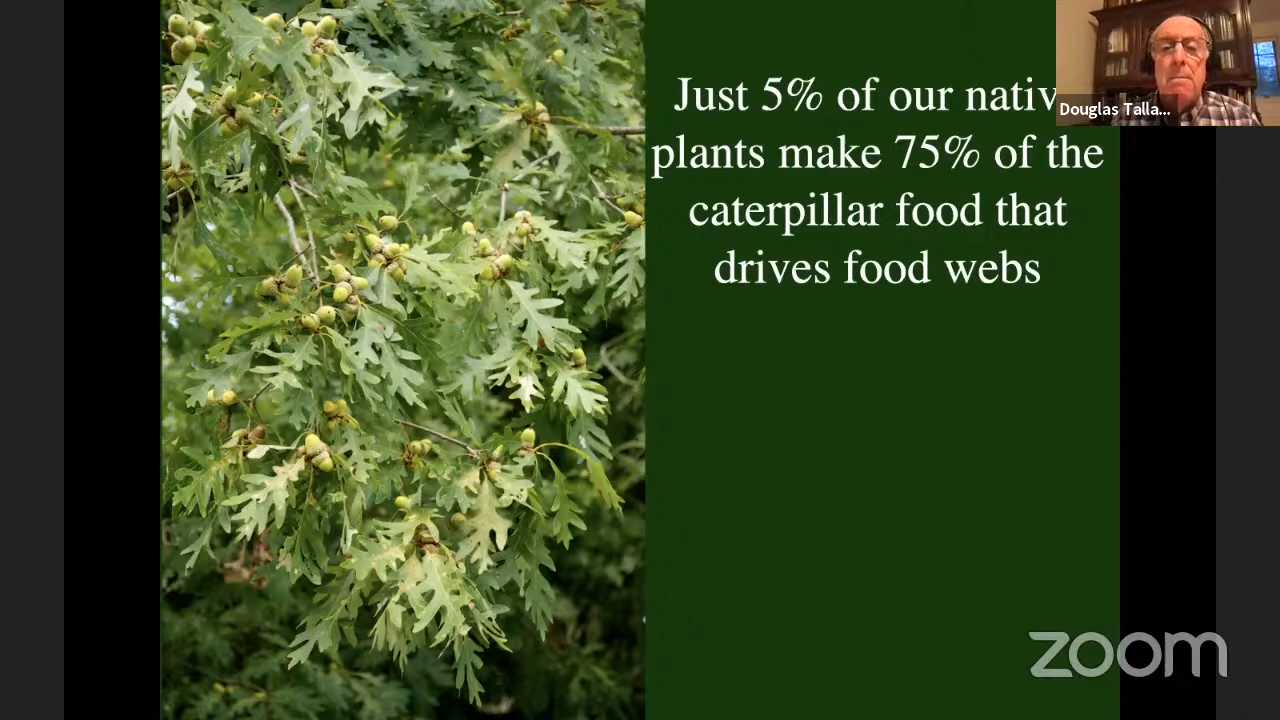 Just 5% of our nativ
plants make 75% of the
caterpillar food that
drives food webs
Douglas Talla...
zoom